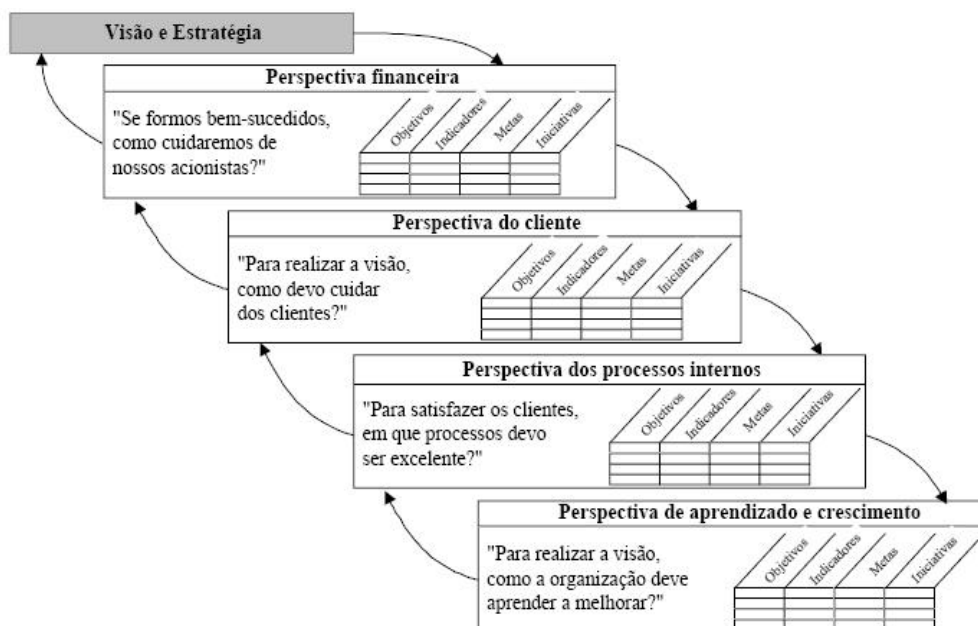 Visão e Estratégia
Perspectiva financeira
"Se formos bem-sucedidos,
como cuidaremos de
nossos acionistas?"
Objetivos
Indicadores
Metas
Iniciativas
Perspectiva do cliente
"Para realizar a visão,
como devo cuidar
dos clientes?"
Objetivos
Indicadores
Metas
Iniciativas
Perspectiva dos processos internos
"Para satisfazer os clientes,
em que processos devo
ser excelente?"
Objetivos
Indicadores
Metas
Iniciativas
Perspectiva de aprendizado e crescimento
"Para realizar a visão,
como a organização deve
aprender a melhorar?"
Objetivos
Indicadores
Metas
Iniciativas